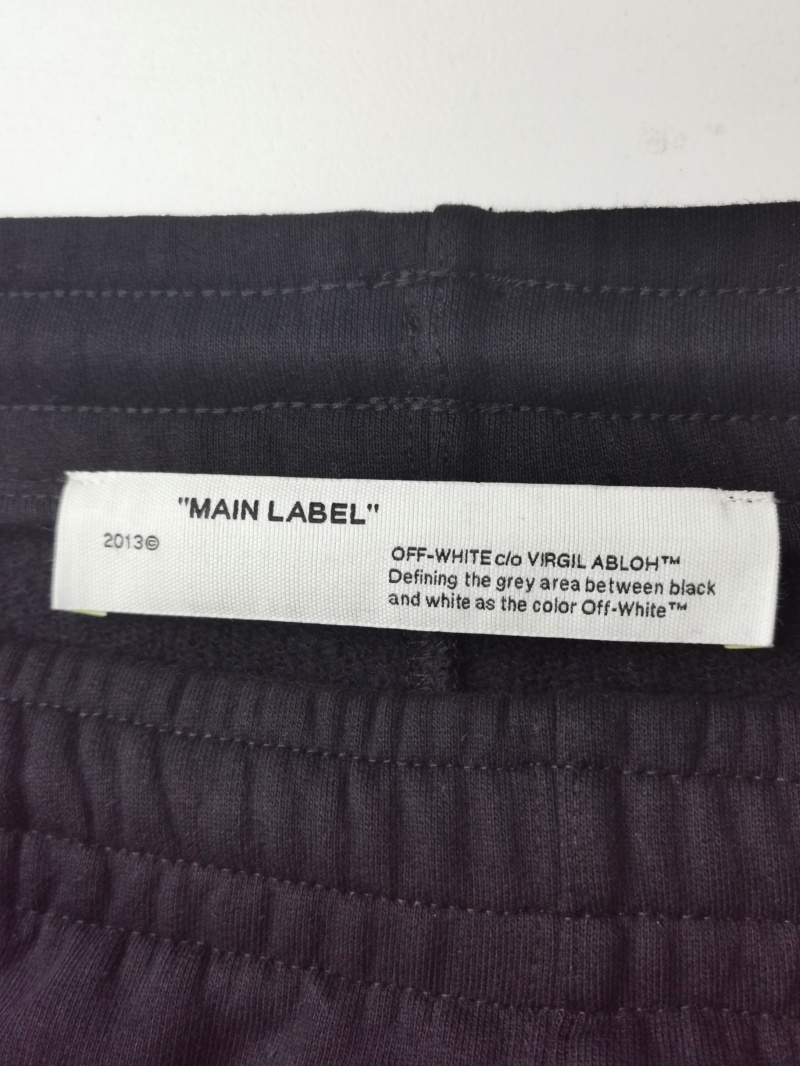 "MAIN LABEL"
2013©
OFF-WHITE c/o VIRGIL ABLOH™
Defining the grey area between black
and white as the color Off-White™